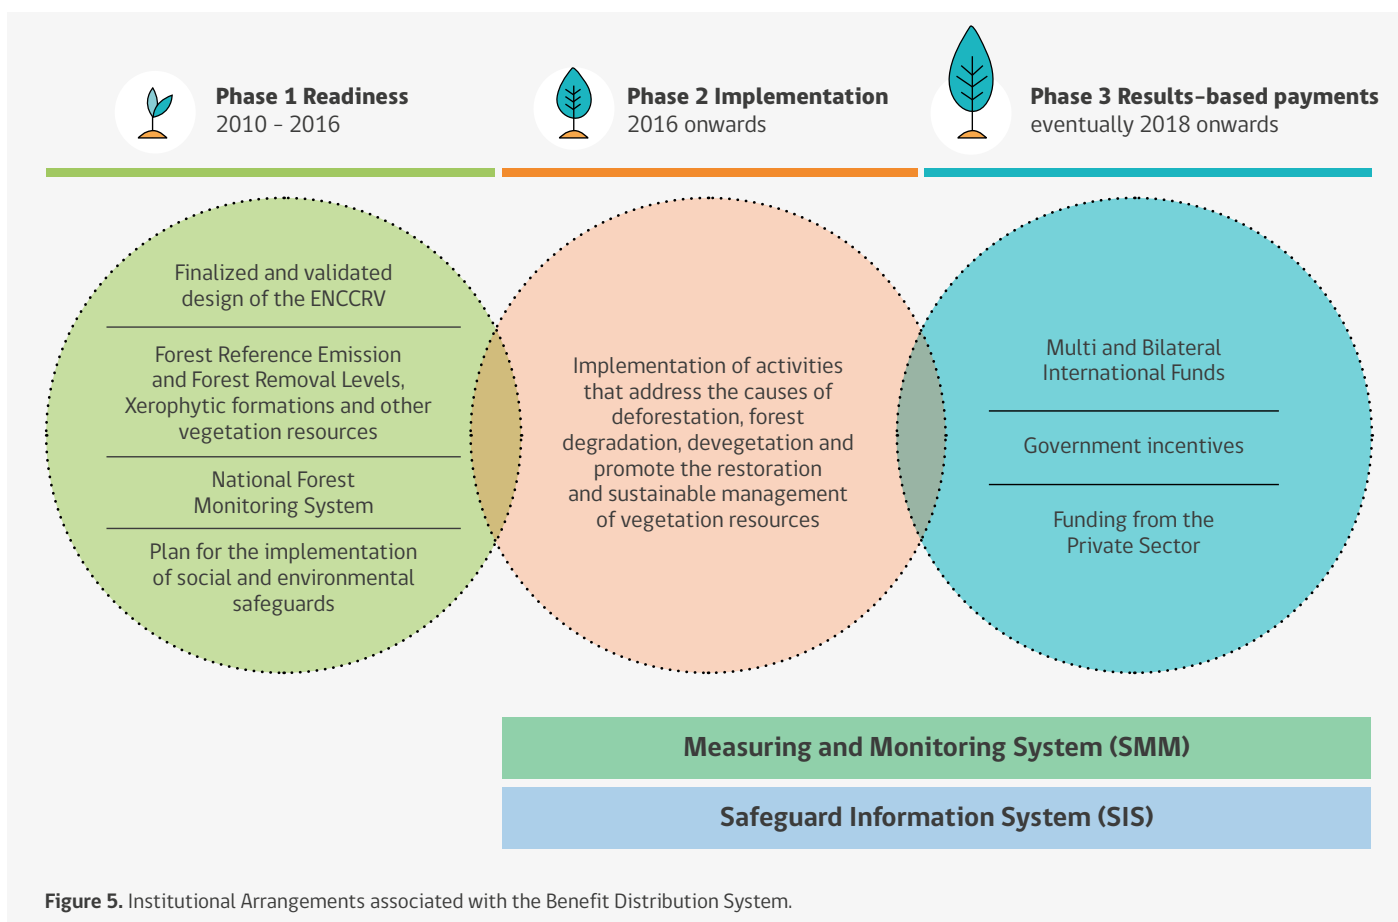 Phase 1 Readiness
2010 - 2016
Phase 2 Implementation
2016 onwards
Phase 3 Results-based payments
eventually 2018 onwards
Finalized and validated
design of the ENCCRV
Forest Reference Emission
and Forest Removal Levels,
Xerophytic formations and other
vegetation resources
National Forest
Monitoring System
Plan for the implementation
of social and environmental
safeguards
Implementation of activities
that address the causes of
deforestation, forest
degradation, devegetation and
promote the restoration
and sustainable management
of vegetation resources
Multi and Bilateral
International Funds
Government incentives
Funding from the
Private Sector
Measuring and Monitoring System (SMM)
Safeguard Information System (SIS)
Figure 5. Institutional Arrangements associated with the Benefit Distribution System.